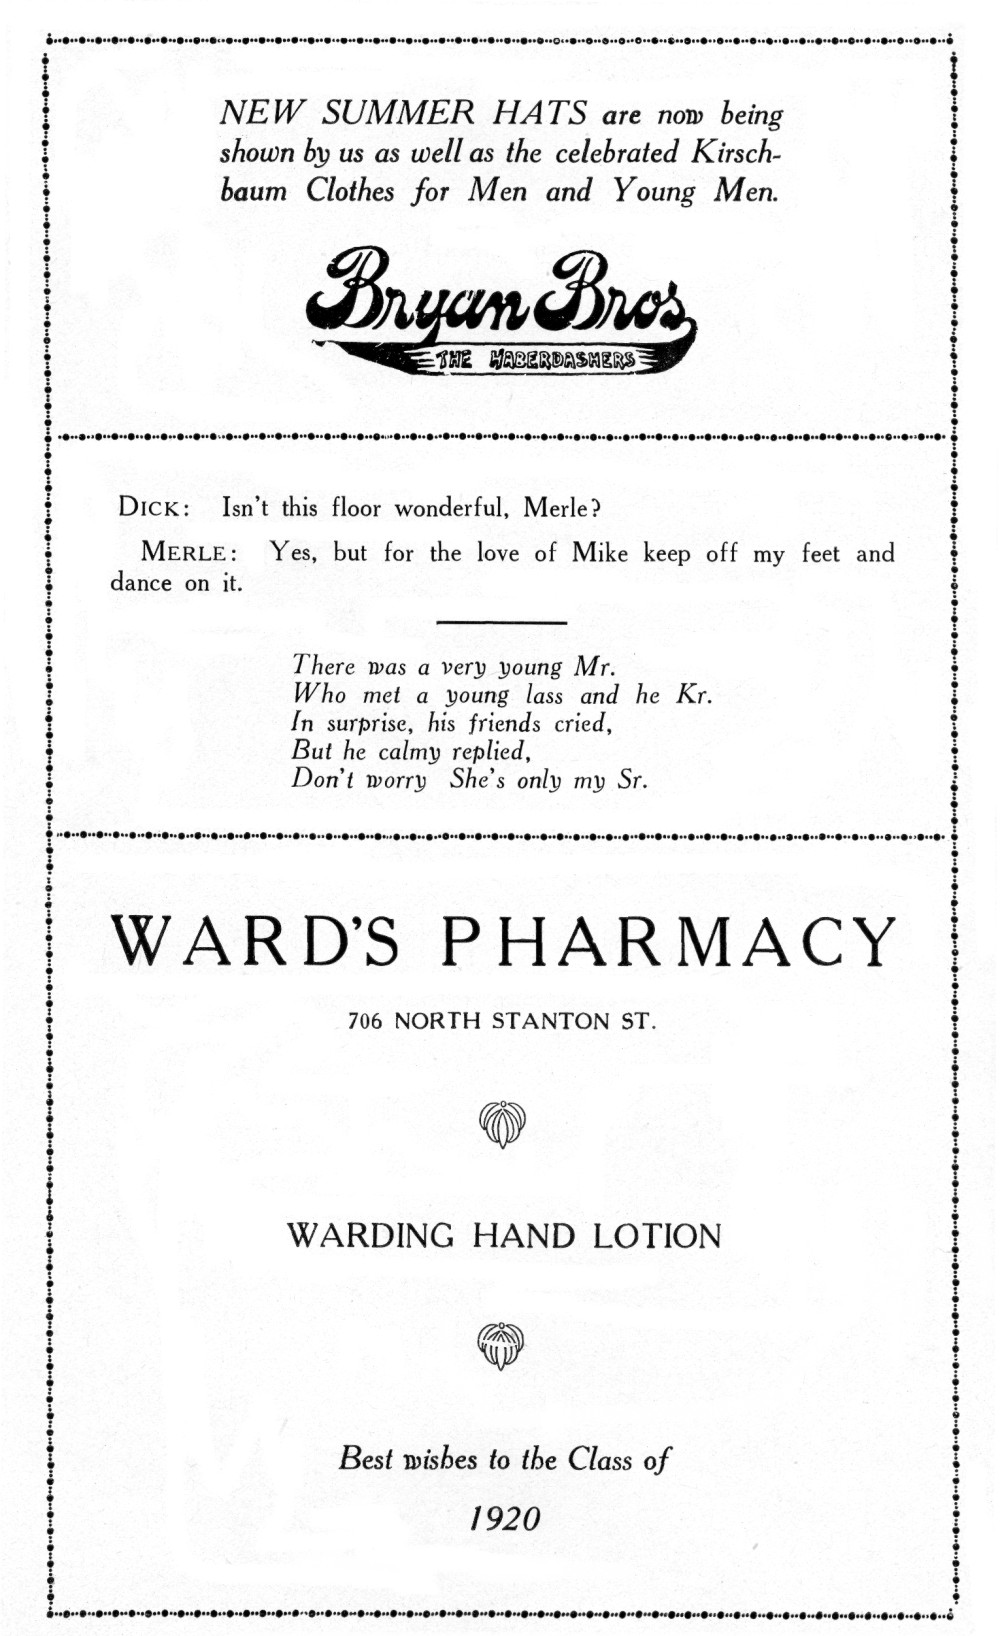 NEW SUMMER HATS are now being
shown by us as well as the celebrated Kirsch-
baum Clothes for Men and Young Men.
Bryan Bros.
THE HABERDASHERS
DICK: Isn't this floor wonderful, Merle?
MERLE: Yes, but for the love of Mike keep off my feet and
dance on it.
There was a very young Mr.
Who met a young lass and he Kr.
In surprise, his friends cried,
But he calmy replied,
Don't worry She's only my Sr.
WARD'S PHARMACY
706 NORTH STANTON ST.
WARDING HAND LOTION
Best wishes to the Class of
1920